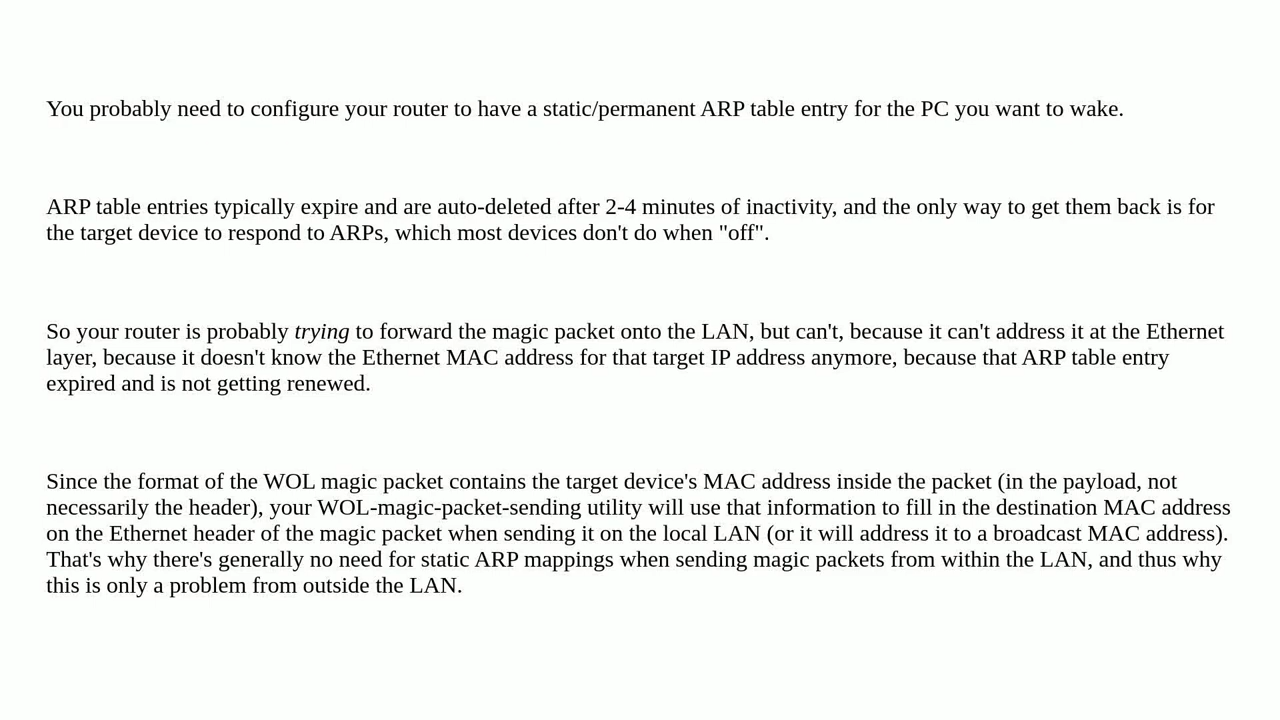 You probably need to configure your router to have a static/permanent ARP table entry for the PC you want to wake.
ARP table entries typically expire and are auto-deleted after 2-4 minutes of inactivity, and the only way to get them back is for
the target device to respond to ARPs, which most devices don't do when "off".
So your router is probably trying to forward the magic packet onto the LAN, but can't, because it can't address it at the Ethernet
layer, because it doesn't know the Ethernet MAC address for that target IP address anymore, because that ARP table entry
expired and is not getting renewed.
Since the format of the WOL magic packet contains the target device's MAC address inside the packet (in the payload, not
necessarily the header), your WOL-magic-packet-sending utility will use that information to fill in the destination MAC address
on the Ethernet header of the magic packet when sending it on the local LAN (or it will address it to a broadcast MAC address).
That's why there's generally no need for static ARP mappings when sending magic packets from within the LAN, and thus why
this is only a problem from outside the LAN.